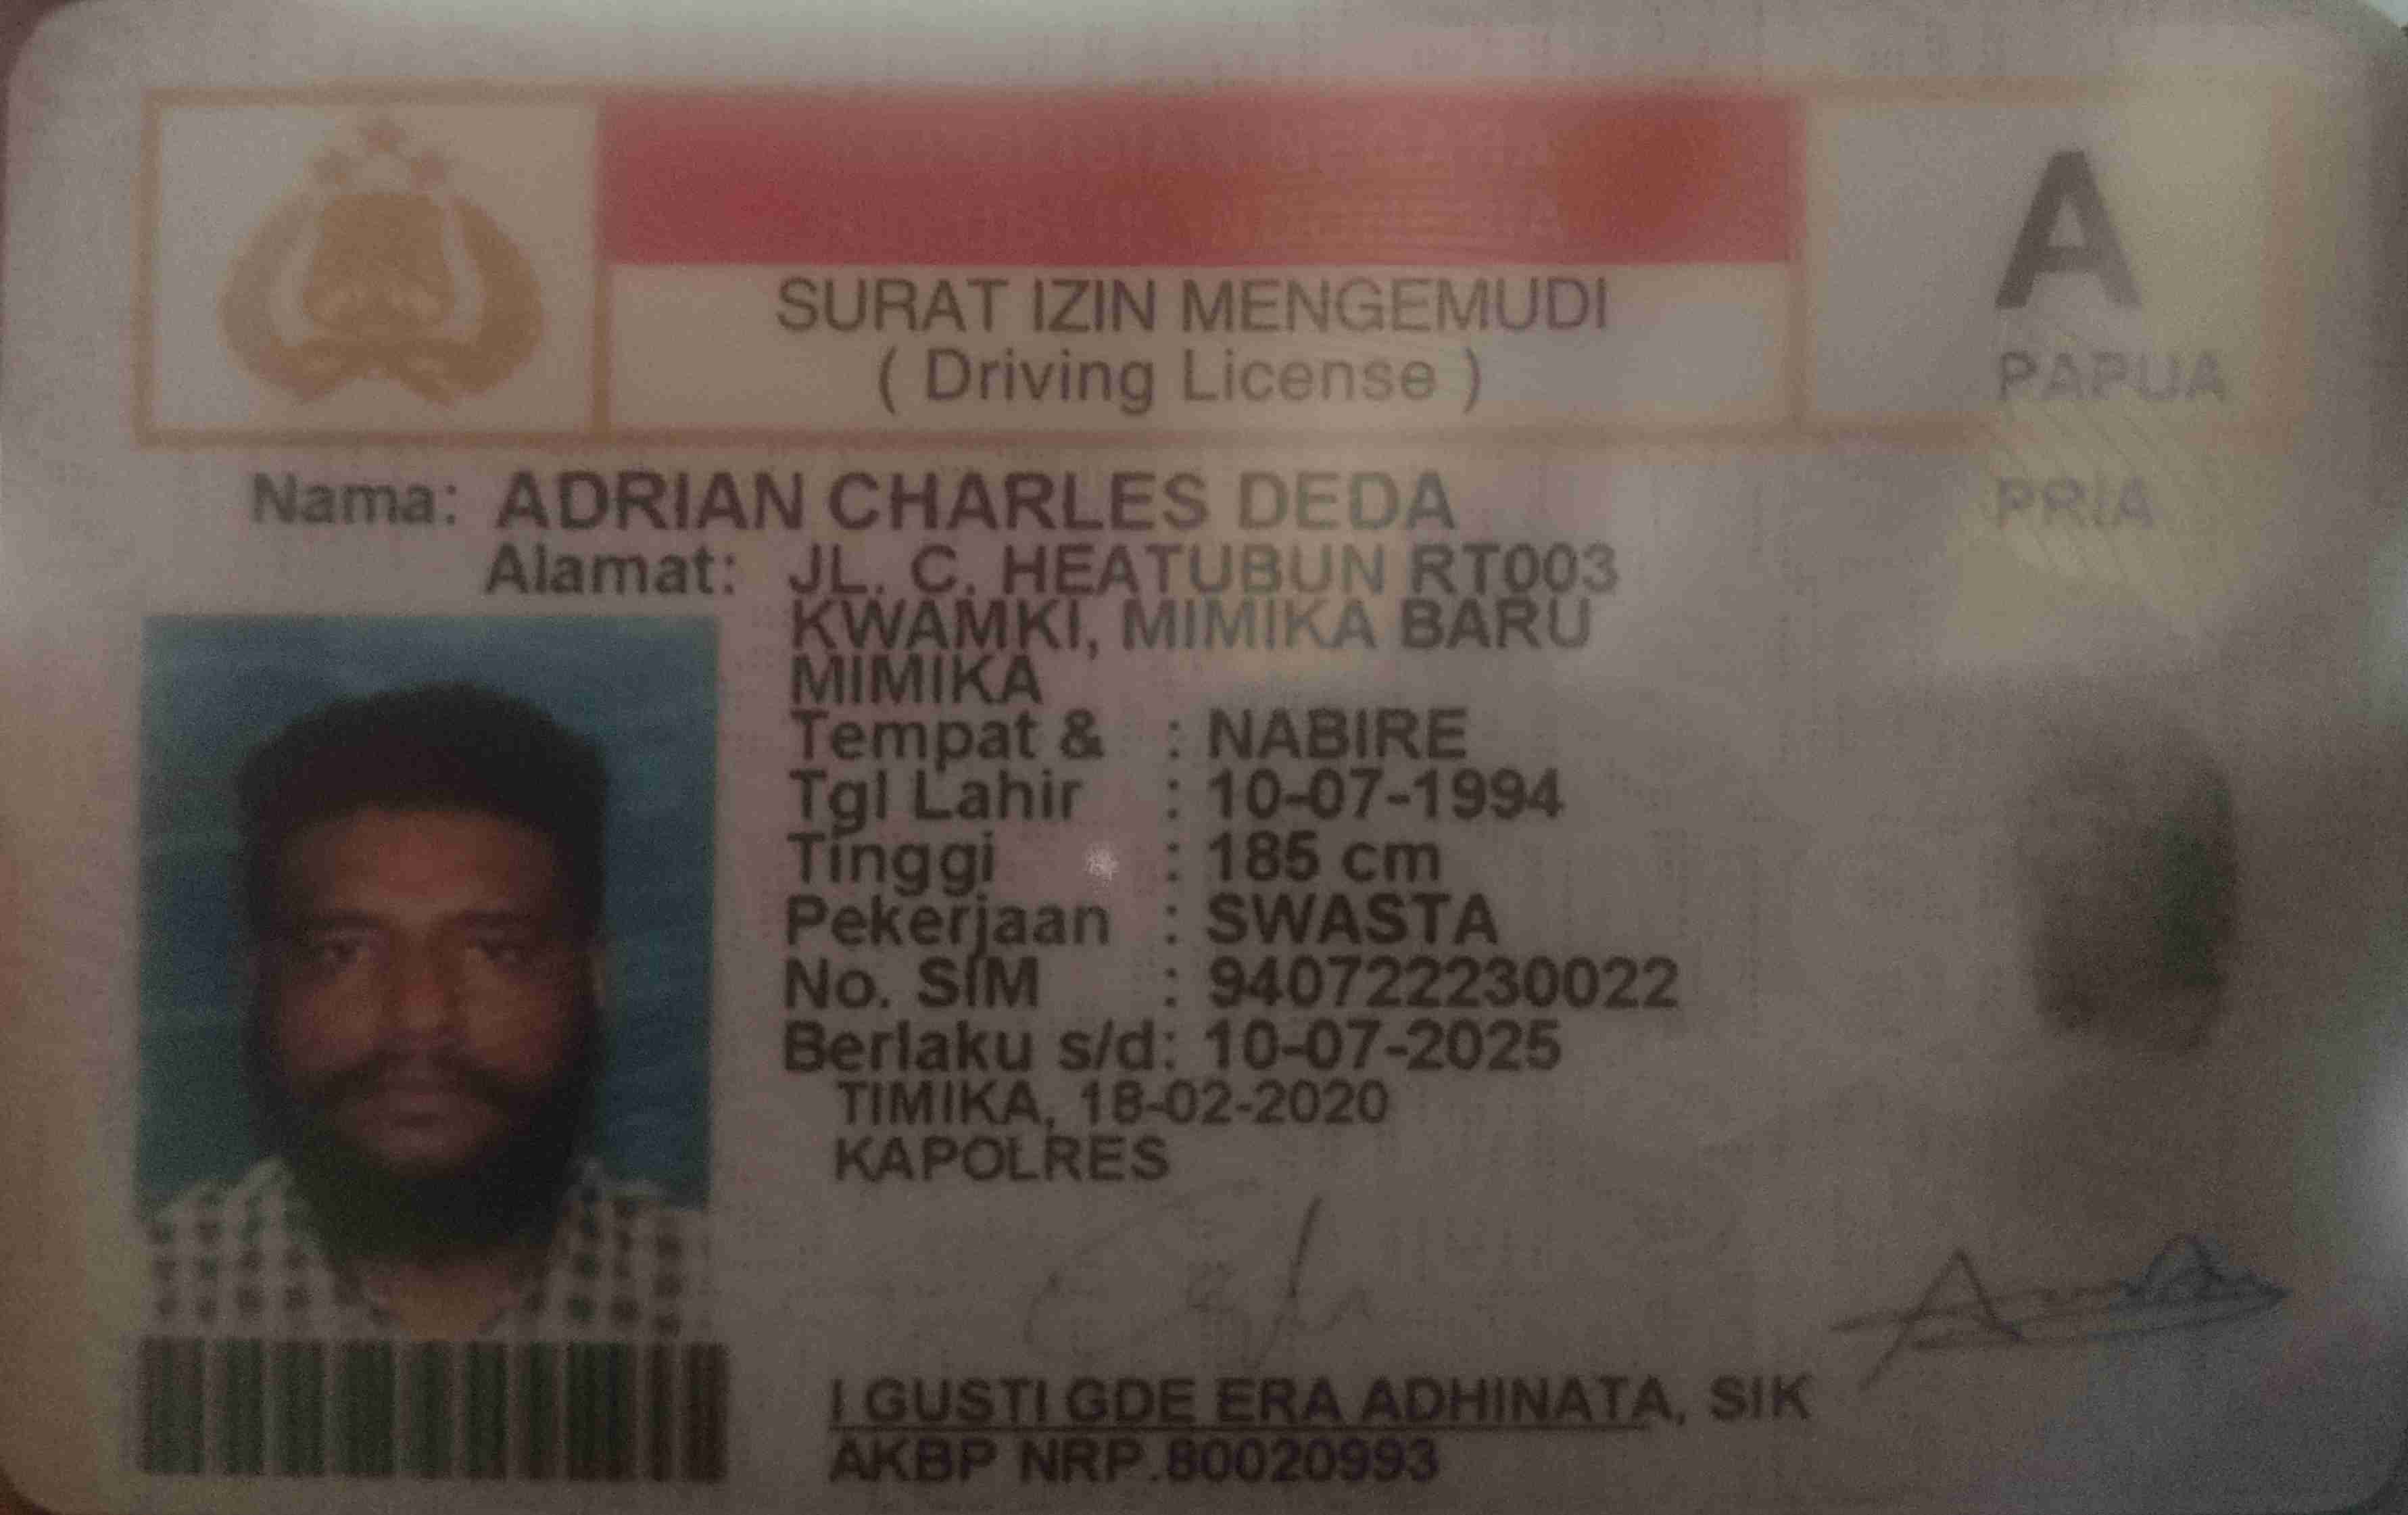 SURAT IZIN MENGEMUDI
( Driving License )
A
PAPUA
PRIA
Nama: ADRIAN CHARLES DEDA
Alamat: JL. C. HEATUBUN RT003
KWAMKI, MIMIKA BARU
MIMIKA
Tempat & : NABIRE
Tgl Lahir : 10-07-1994
Tinggi : 185 cm
Pekerjaan : SWASTA
No. SIM : 940722230022
Berlaku s/d: 10-07-2025
TIMIKA, 18-02-2020
KAPOLRES
I GUSTI GDE ERA ADHINATA, SIK
AKBP NRP.80020993